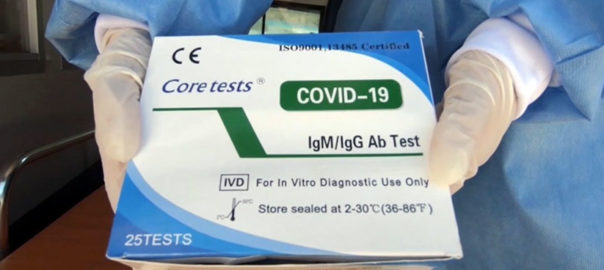 CE
ISO9001,13485 Certified
Core tests®
COVID-19
IgM/IgG Ab Test
IVD For In Vitro Diagnostic Use Only
Store sealed at 2-30℃(36-86℉)
25TESTS